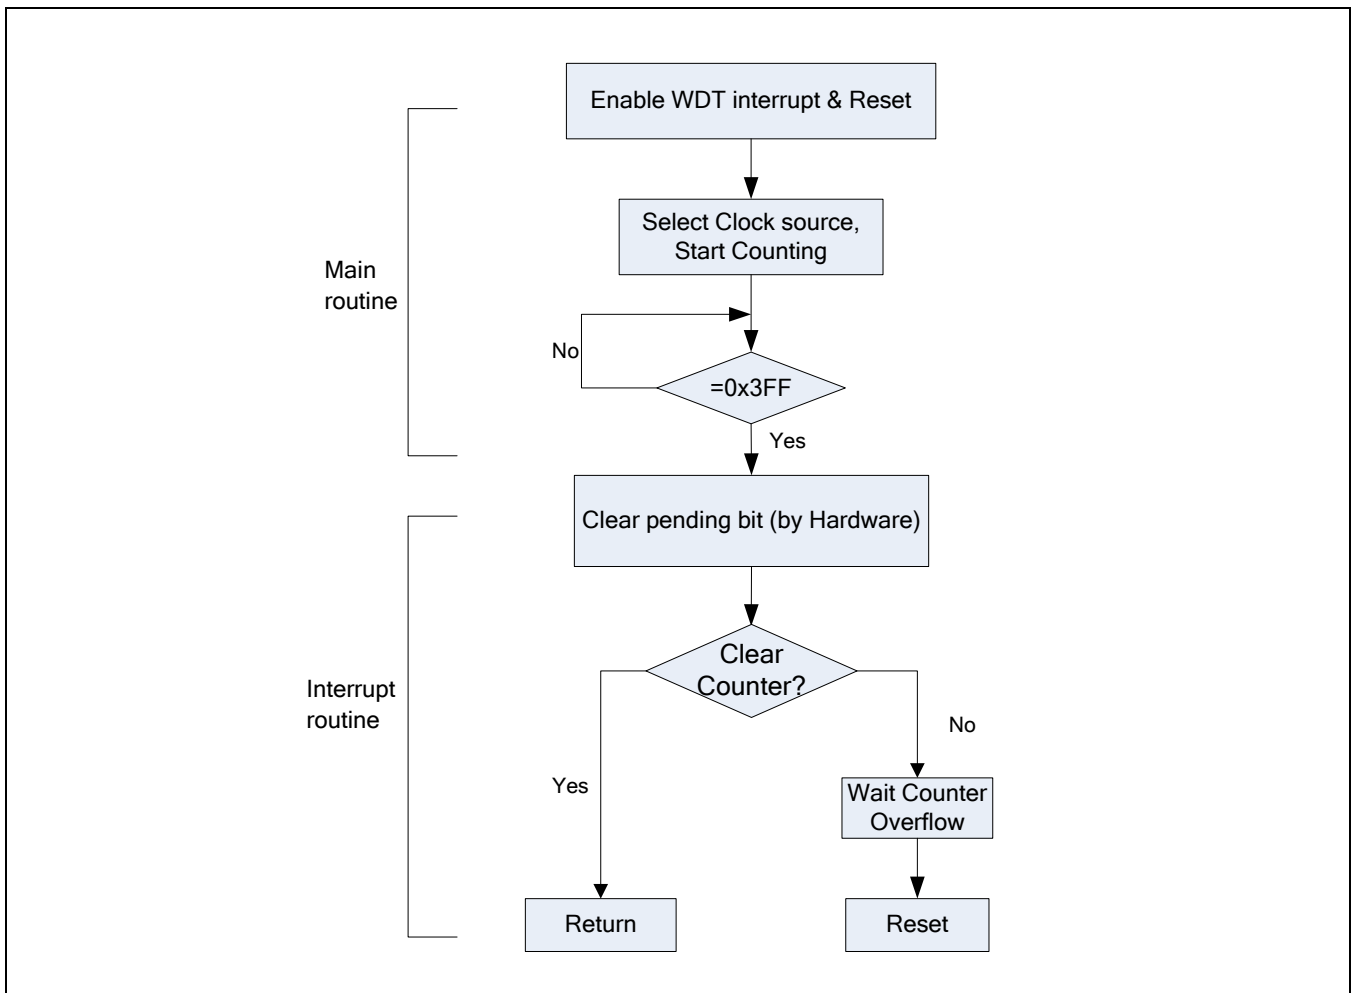 Enable WDT interrupt & Reset
Select Clock source,
Start Counting
Main
routine
No
=0x3FF
Yes
Clear pending bit (by Hardware)
Clear
Counter?
Interrupt
routine
No
Yes
Wait Counter
Overflow
Return
Reset